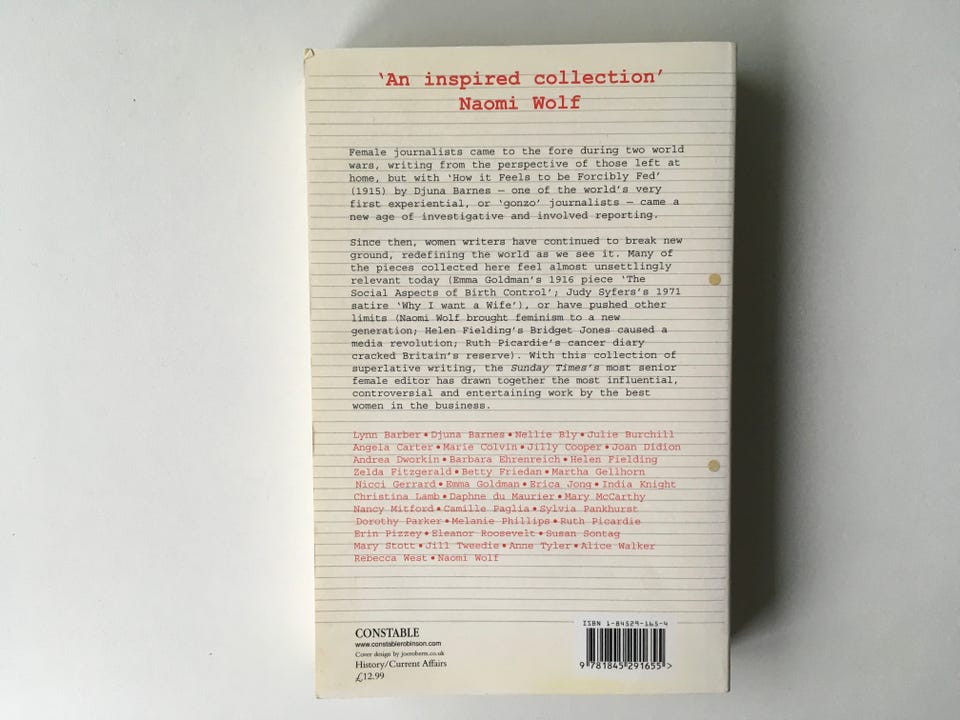 ‘An inspired collection’
Naomi Wolf
Female journalists came to the fore during two world
wars, writing from the perspective of those left at
home, but with ‘How it Feels to be Forcibly Fed’
(1915) by Djuna Barnes – one of the world’s very
first experiential, or ‘gonzo’ journalists – came a
new age of investigative and involved reporting.
Since then, women writers have continued to break new
ground, redefining the world as we see it. Many of
the pieces collected here feel almost unsettlingly
relevant today (Emma Goldman’s 1916 piece ‘The
Social Aspects of Birth Control’; Judy Syfers’s 1971
satire ‘Why I want a Wife’), or have pushed other
limits (Naomi Wolf brought feminism to a new
generation; Helen Fielding’s Bridget Jones caused a
media revolution; Ruth Picardie’s cancer diary
cracked Britain’s reserve). With this collection of
superlative writing, the Sunday Times’s most senior
female editor has drawn together the most influential,
controversial and entertaining work by the best
women in the business.
Lynn Barber • Djuna Barnes • Nellie Bly • Julie Burchill
Angela Carter • Marie Colvin • Jilly Cooper • Joan Didion
Andrea Dworkin • Barbara Ehrenreich • Helen Fielding
Zelda Fitzgerald • Betty Friedan • Martha Gellhorn
Nicci Gerrard • Emma Goldman • Erica Jong • India Knight
Christina Lamb • Daphne du Maurier • Mary McCarthy
Nancy Mitford • Camille Paglia • Sylvia Pankhurst
Dorothy Parker • Melanie Phillips • Ruth Picardie
Erin Pizzey • Eleanor Roosevelt • Susan Sontag
Mary Stott • Jill Tweedie • Anne Tyler • Alice Walker
Rebecca West • Naomi Wolf
CONSTABLE
www.constablerobinson.com
Cover design by joeroberts.co.uk
History/Current Affairs
£12.99
ISBN 1-84529-165-4
9 781845 291655 >